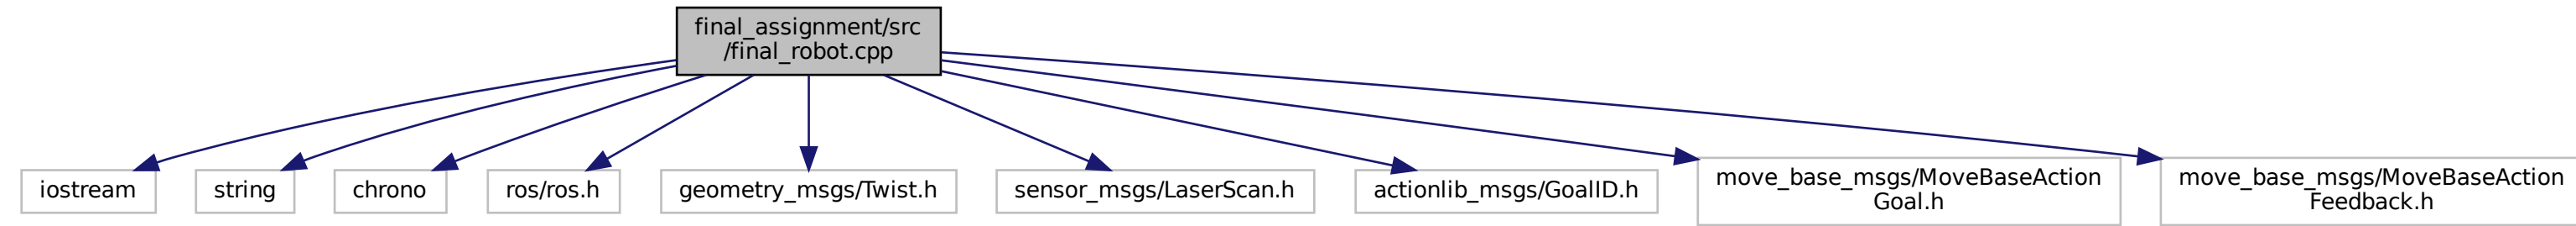 final_assignment/src
/final_robot.cpp
iostream
string
chrono
ros/ros.h
geometry_msgs/Twist.h
sensor_msgs/LaserScan.h
actionlib_msgs/GoalID.h
move_base_msgs/MoveBaseAction
Goal.h
move_base_msgs/MoveBaseAction
Feedback.h